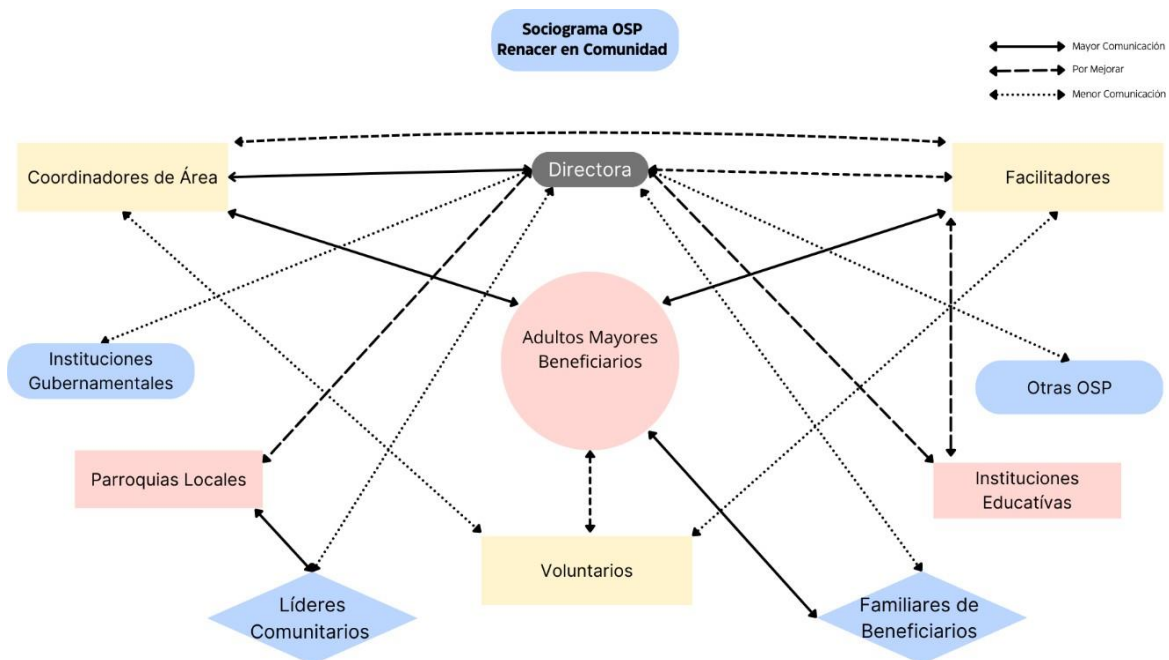 Sociograma OSP
Renacer en Comunidad
Mayor Comunicación
Por Mejorar
Menor Comunicación
Coordinadores de Área
Directora
Facilitadores
Adultos Mayores
Beneficiarios
Instituciones
Gubernamentales
Otras OSP
Parroquias Locales
Instituciones
Educatívas
Voluntarios
Líderes
Comunitarios
Familiares de
Beneficiarios